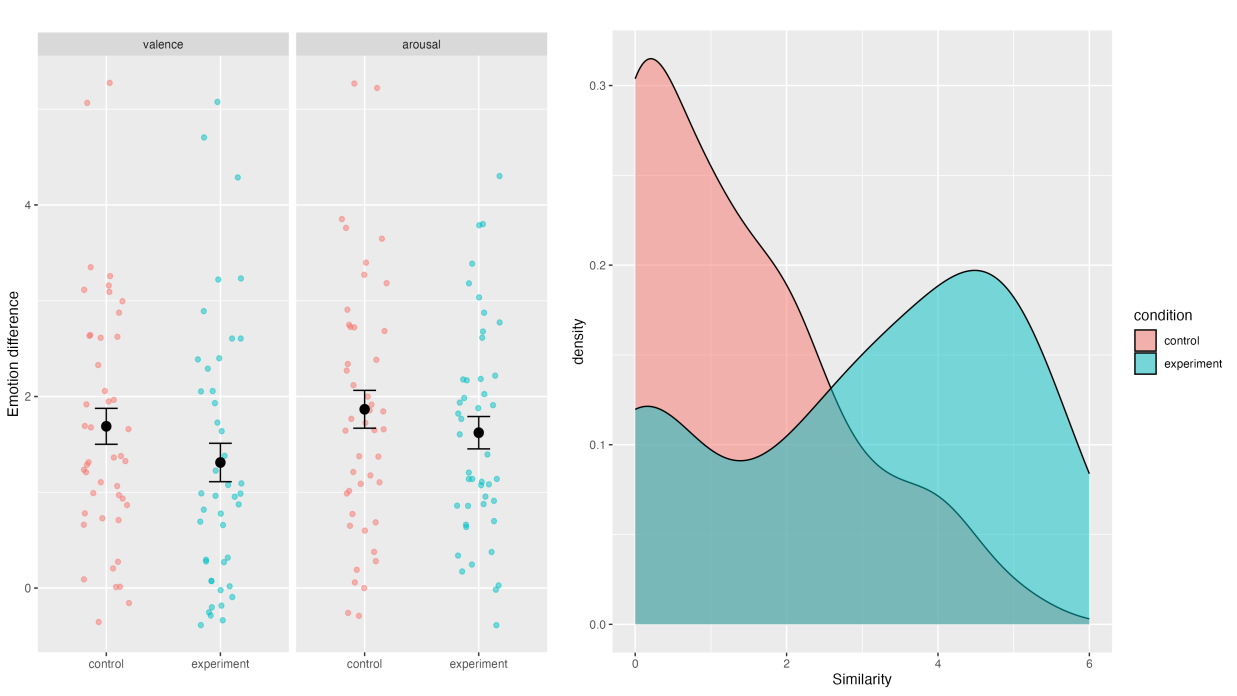 valence
arousal
Emotion difference
4
2
0
control
experiment
control
experiment
density
0.3
0.2
0.1
0.0
0
2
4
6
Similarity
condition
control
experiment